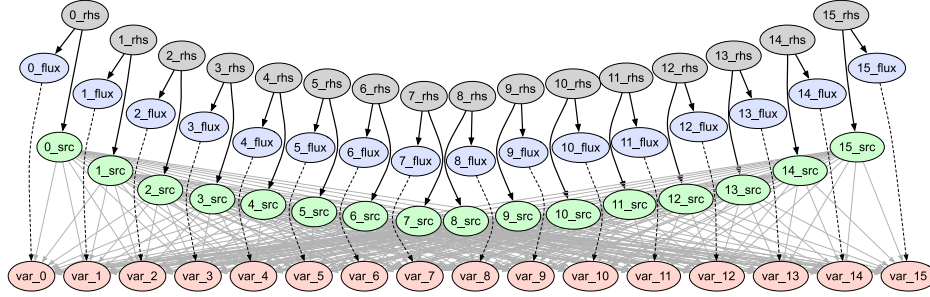 0_rhs
1_rhs
2_rhs
3_rhs
4_rhs
5_rhs
6_rhs
7_rhs
8_rhs
9_rhs
10_rhs
11_rhs
12_rhs
13_rhs
14_rhs
15_rhs
0_flux
1_flux
2_flux
3_flux
4_flux
5_flux
6_flux
7_flux
8_flux
9_flux
10_flux
11_flux
12_flux
13_flux
14_flux
15_flux
0_src
1_src
2_src
3_src
4_src
5_src
6_src
7_src
8_src
9_src
10_src
11_src
12_src
13_src
14_src
15_src
var_0
var_1
var_2
var_3
var_4
var_5
var_6
var_7
var_8
var_9
var_10
var_11
var_12
var_13
var_14
var_15